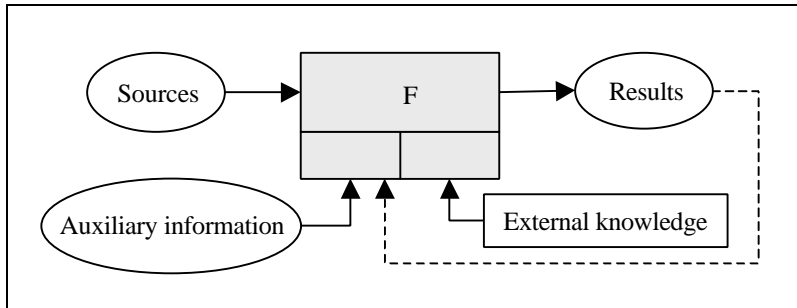 Sources
F
Results
Auxiliary information
External knowledge